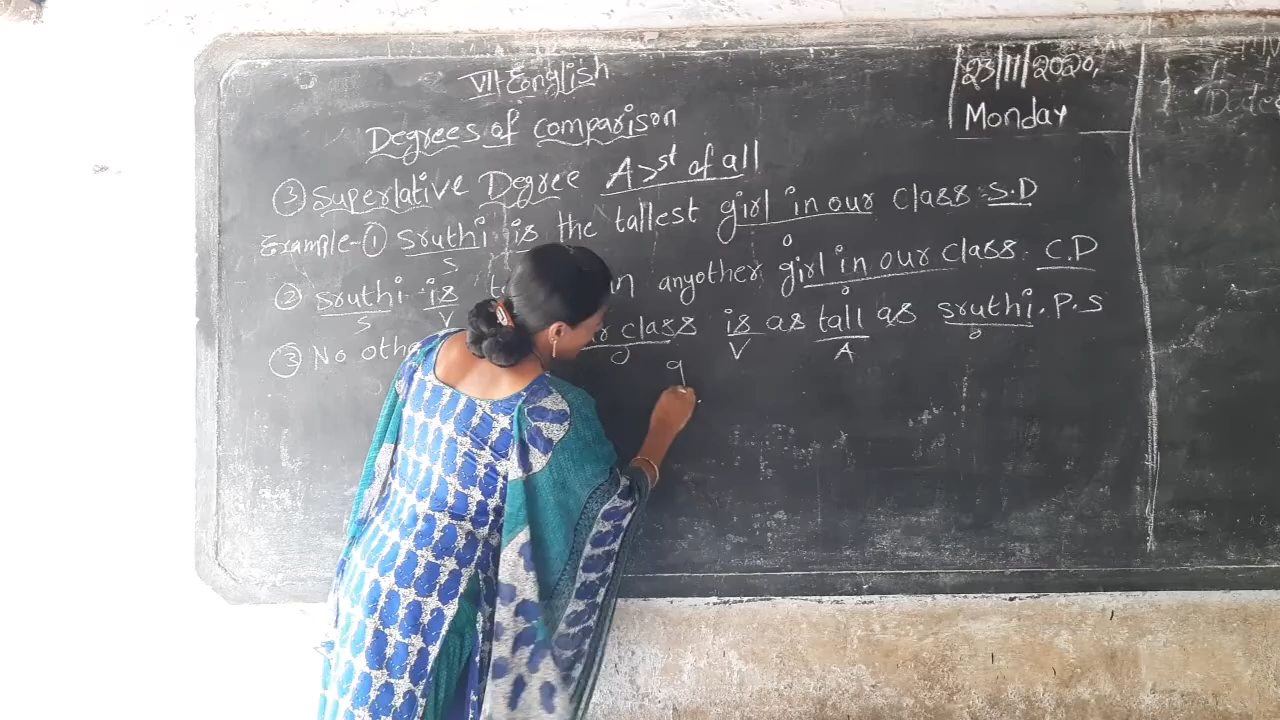 VII-English
23/11/2020,
Monday
Degrees of comparison
③ Superlative Degree A>st of all
Example-① Sruthi is the tallest girl in our class. S.D
S O
② Sruthi is anyother girl in our class. C.D
S V O
③ No class is as tall as Sruthi. P.S
O V A O
a